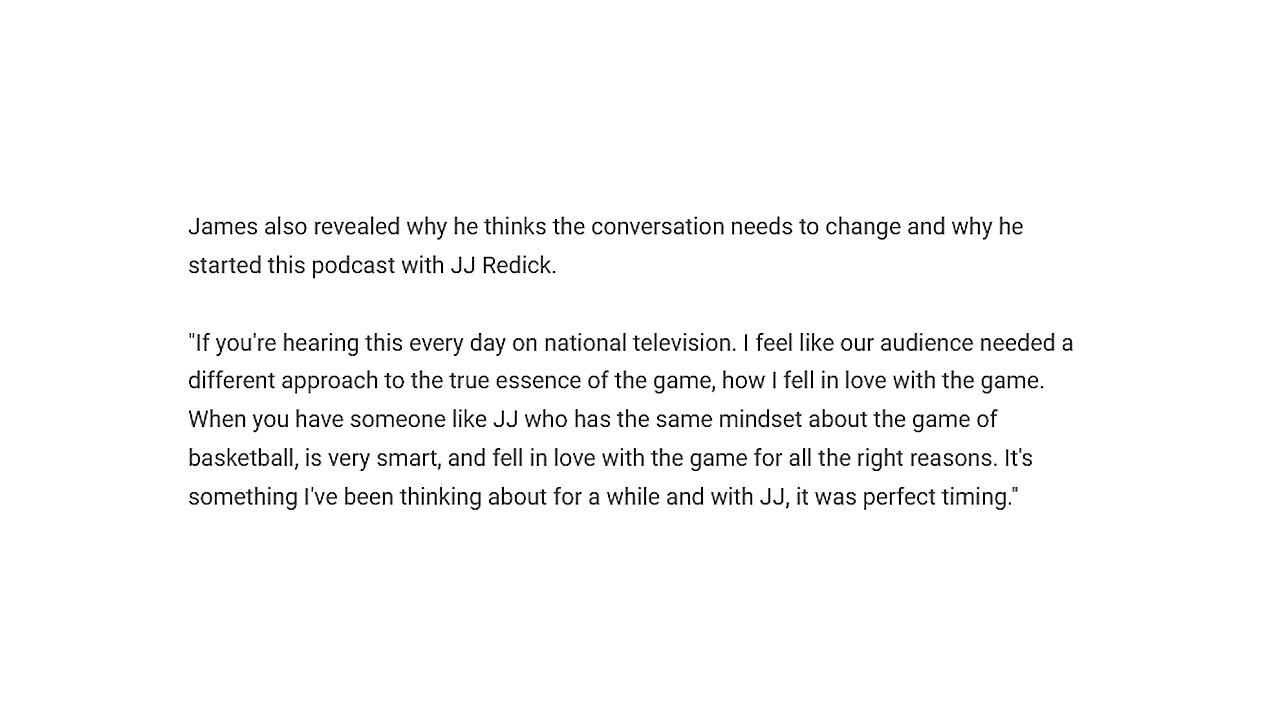 James also revealed why he thinks the conversation needs to change and why he
started this podcast with JJ Redick.
"If you're hearing this every day on national television. I feel like our audience needed a
different approach to the true essence of the game, how I fell in love with the game.
When you have someone like JJ who has the same mindset about the game of
basketball, is very smart, and fell in love with the game for all the right reasons. It's
something I've been thinking about for a while and with JJ, it was perfect timing."